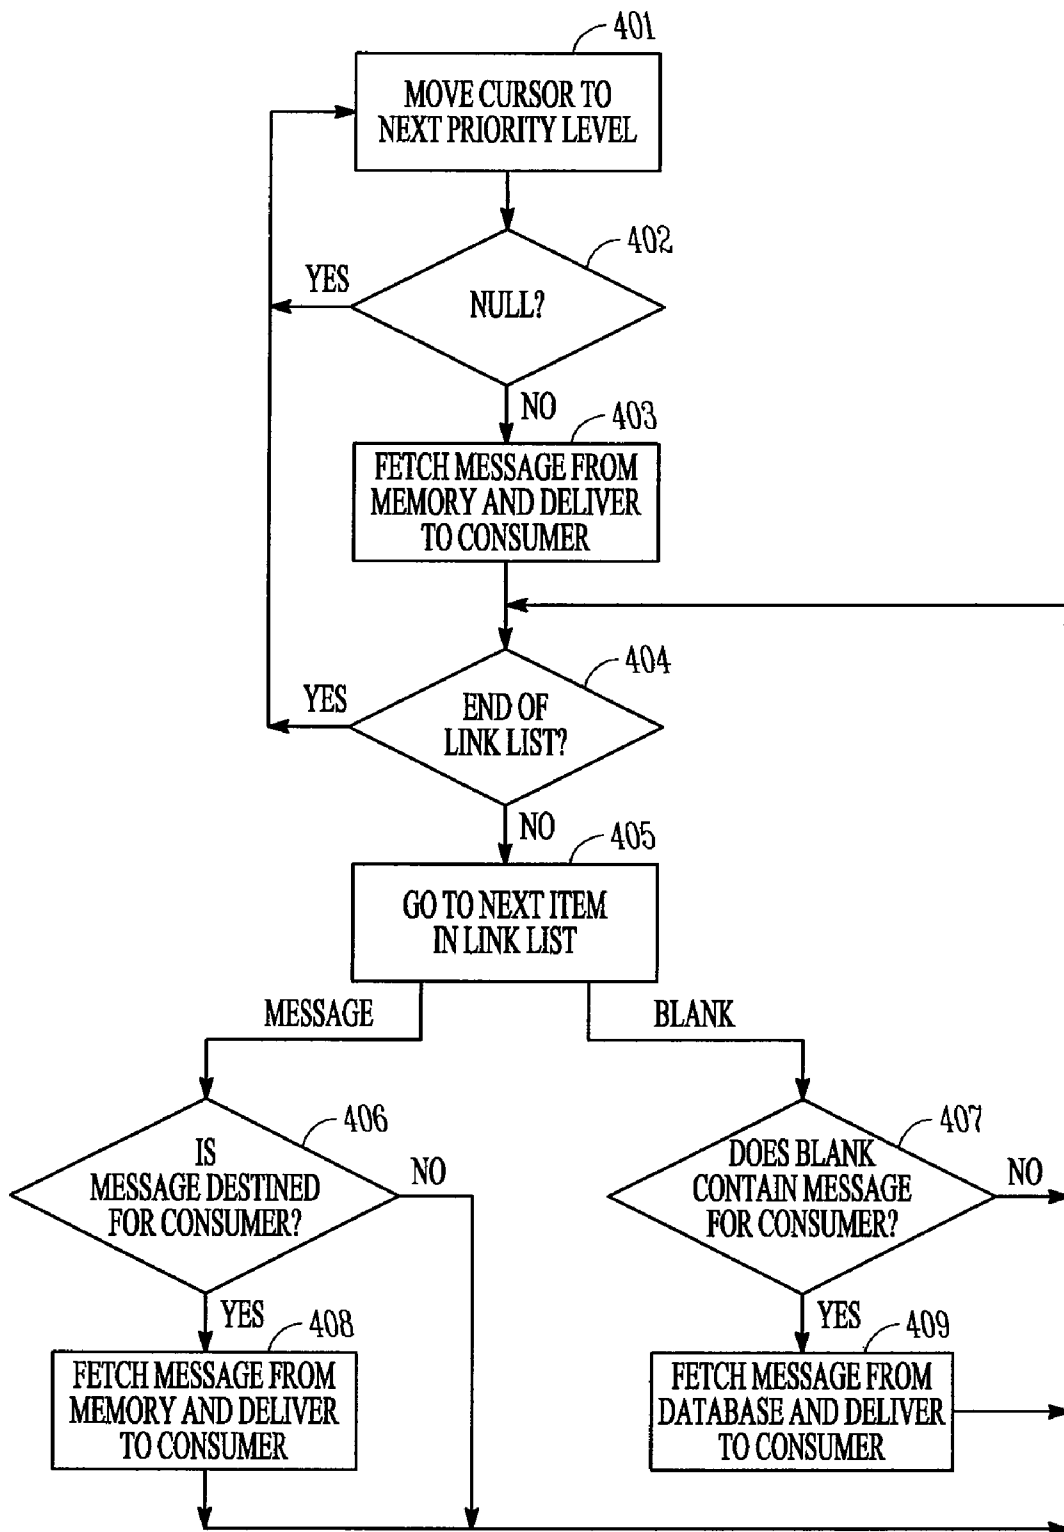 401
MOVE CURSOR TO
NEXT PRIORITY LEVEL
402
YES
NULL?
NO
403
FETCH MESSAGE FROM
MEMORY AND DELIVER
TO CONSUMER
404
YES
END OF
LINK LIST?
NO
405
GO TO NEXT ITEM
IN LINK LIST
MESSAGE
BLANK
406
IS
MESSAGE DESTINED
FOR CONSUMER?
NO
407
DOES BLANK
CONTAIN MESSAGE
FOR CONSUMER?
NO
YES
408
FETCH MESSAGE FROM
MEMORY AND DELIVER
TO CONSUMER
YES
409
FETCH MESSAGE FROM
DATABASE AND DELIVER
TO CONSUMER